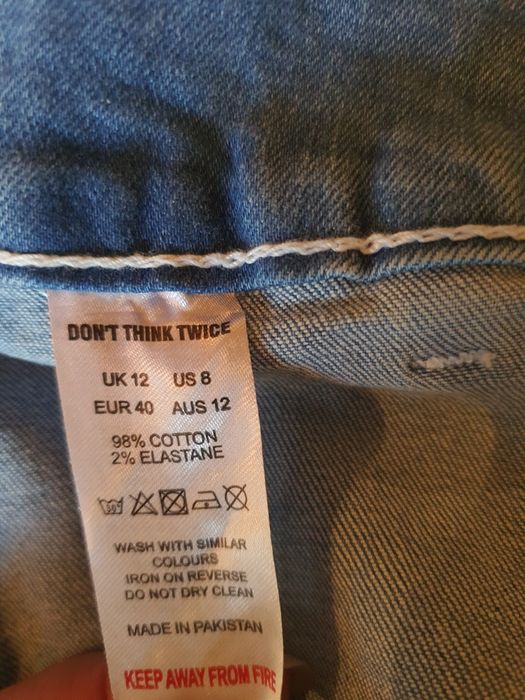 DON'T THINK TWICE
UK 12 US 8
EUR 40 AUS 12
98% COTTON
2% ELASTANE
WASH WITH SIMILAR
COLOURS
IRON ON REVERSE
DO NOT DRY CLEAN
MADE IN PAKISTAN
KEEP AWAY FROM FIRE